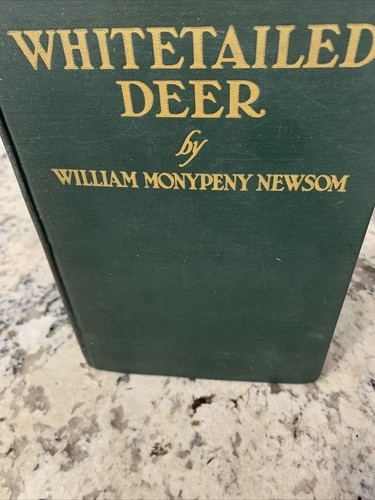 WHITETAILED
DEER
by
WILLIAM MONYPENY NEWSOM